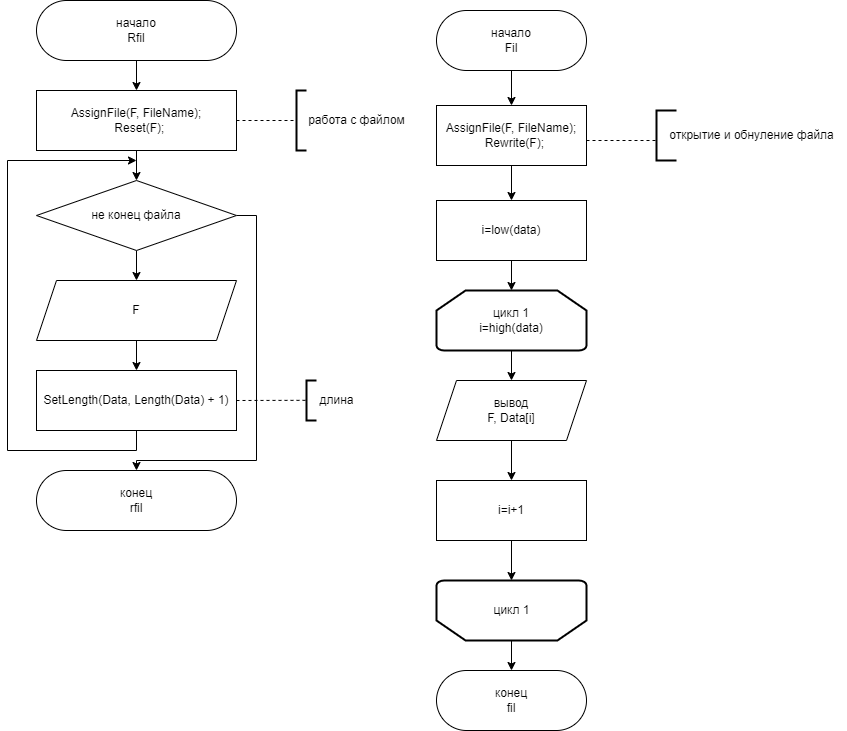 начало
Rfil
AssignFile(F, FileName);
Reset(F);
работа с файлом
не конец файла
F
SetLength(Data, Length(Data) + 1)
длина
конец
rfil
начало
Fil
AssignFile(F, FileName);
Rewrite(F);
открытие и обнуление файла
i=low(data)
цикл 1
i=high(data)
вывод
F, Data[i]
i=i+1
цикл 1
конец
fil